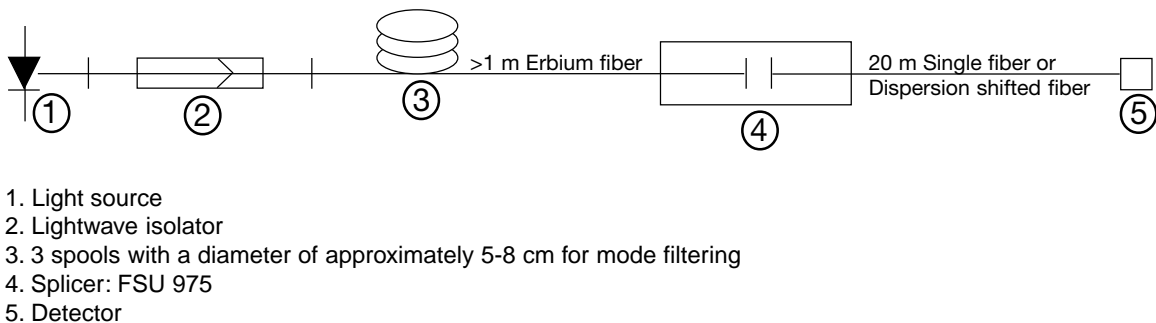 >1 m Erbium fiber
20 m Single fiber or
Dispersion shifted fiber
1
2
3
4
5
1. Light source
2. Lightwave isolator
3. 3 spools with a diameter of approximately 5-8 cm for mode filtering
4. Splicer: FSU 975
5. Detector